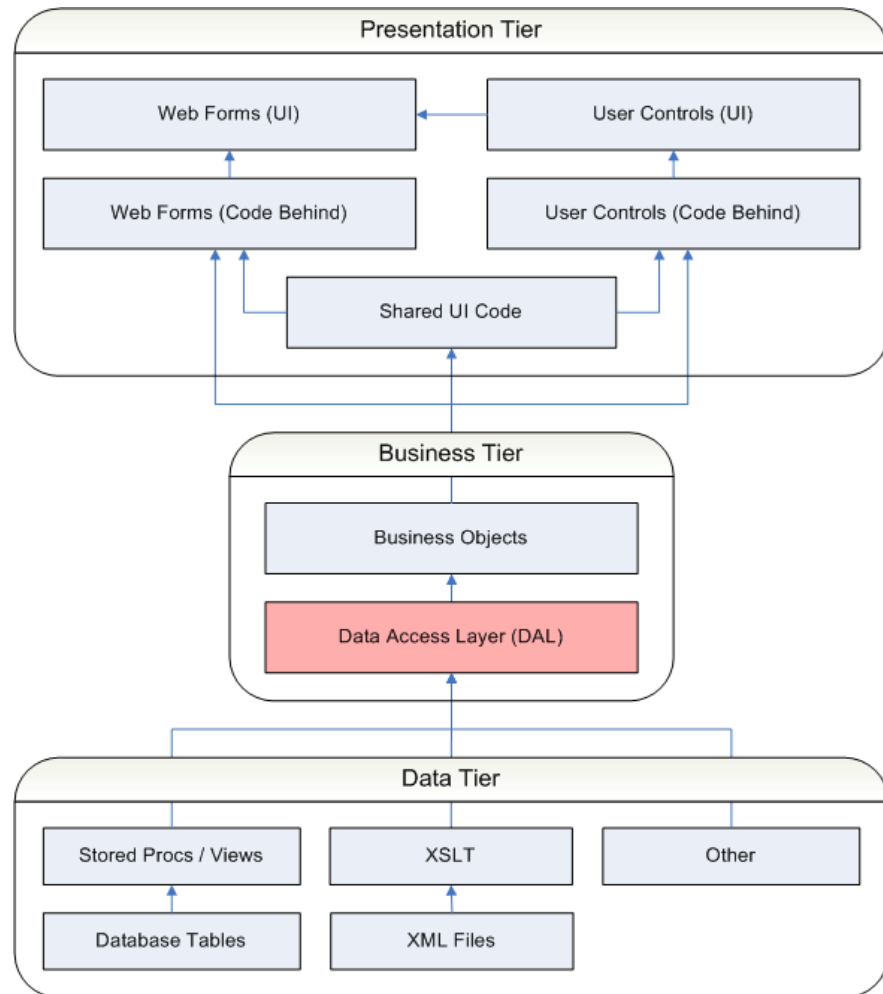 Presentation Tier
Web Forms (UI)
User Controls (UI)
Web Forms (Code Behind)
User Controls (Code Behind)
Shared UI Code
Business Tier
Business Objects
Data Access Layer (DAL)
Data Tier
Stored Procs / Views
XSLT
Other
Database Tables
XML Files